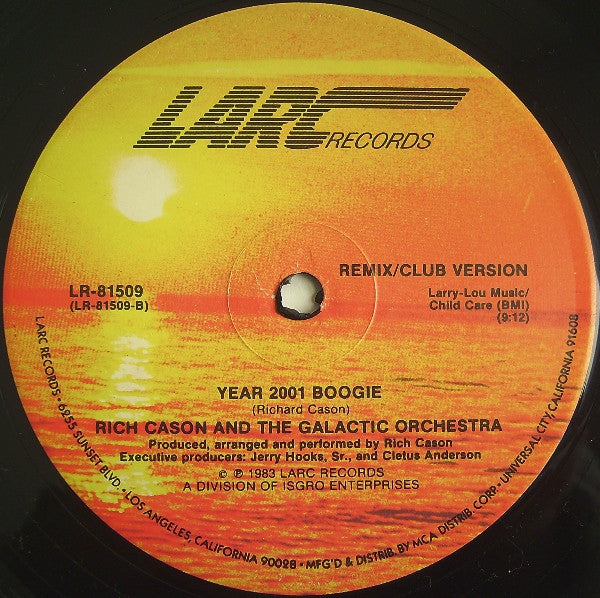 LARC
RECORDS
REMIX/CLUB VERSION
LR-81509
(LR-81509-B)
Larry-Lou Music/
Child Care (BMI)
(9:12)
YEAR 2001 BOOGIE
(Richard Cason)
RICH CASON AND THE GALACTIC ORCHESTRA
Produced, arranged and performed by Rich Cason
Executive producers: Jerry Hooks, Sr., and Cletus Anderson
© ℗ 1983 LARC RECORDS
A DIVISION OF ISGRO ENTERPRISES
LARC RECORDS • 6255 SUNSET BLVD. • LOS ANGELES, CALIFORNIA 90028 • MFG'D & DISTRIB. BY MCA DISTRIB. CORP. • UNIVERSAL CITY, CALIFORNIA 91608